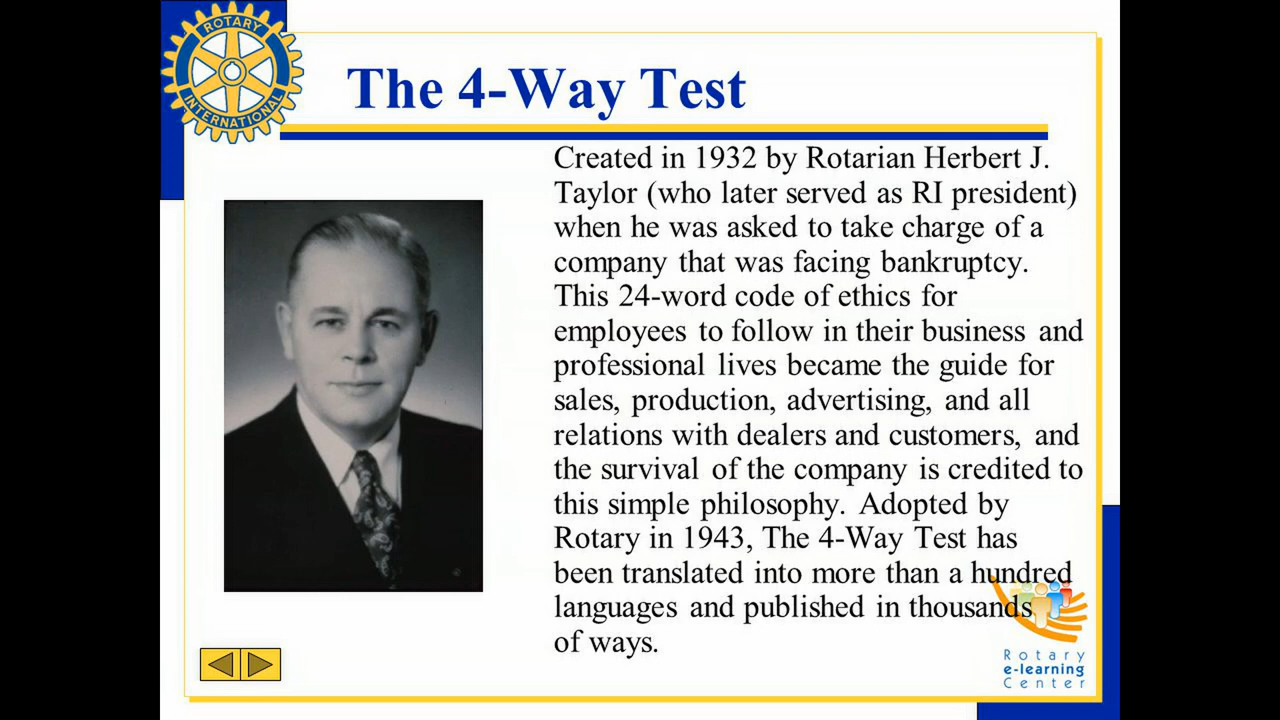 ROTARY
INTERNATIONAL
The 4-Way Test
Created in 1932 by Rotarian Herbert J.
Taylor (who later served as RI president)
when he was asked to take charge of a
company that was facing bankruptcy.
This 24-word code of ethics for
employees to follow in their business and
professional lives became the guide for
sales, production, advertising, and all
relations with dealers and customers, and
the survival of the company is credited to
this simple philosophy. Adopted by
Rotary in 1943, The 4-Way Test has
been translated into more than a hundred
languages and published in thousands
of ways.
Rotary
e-learning
Center